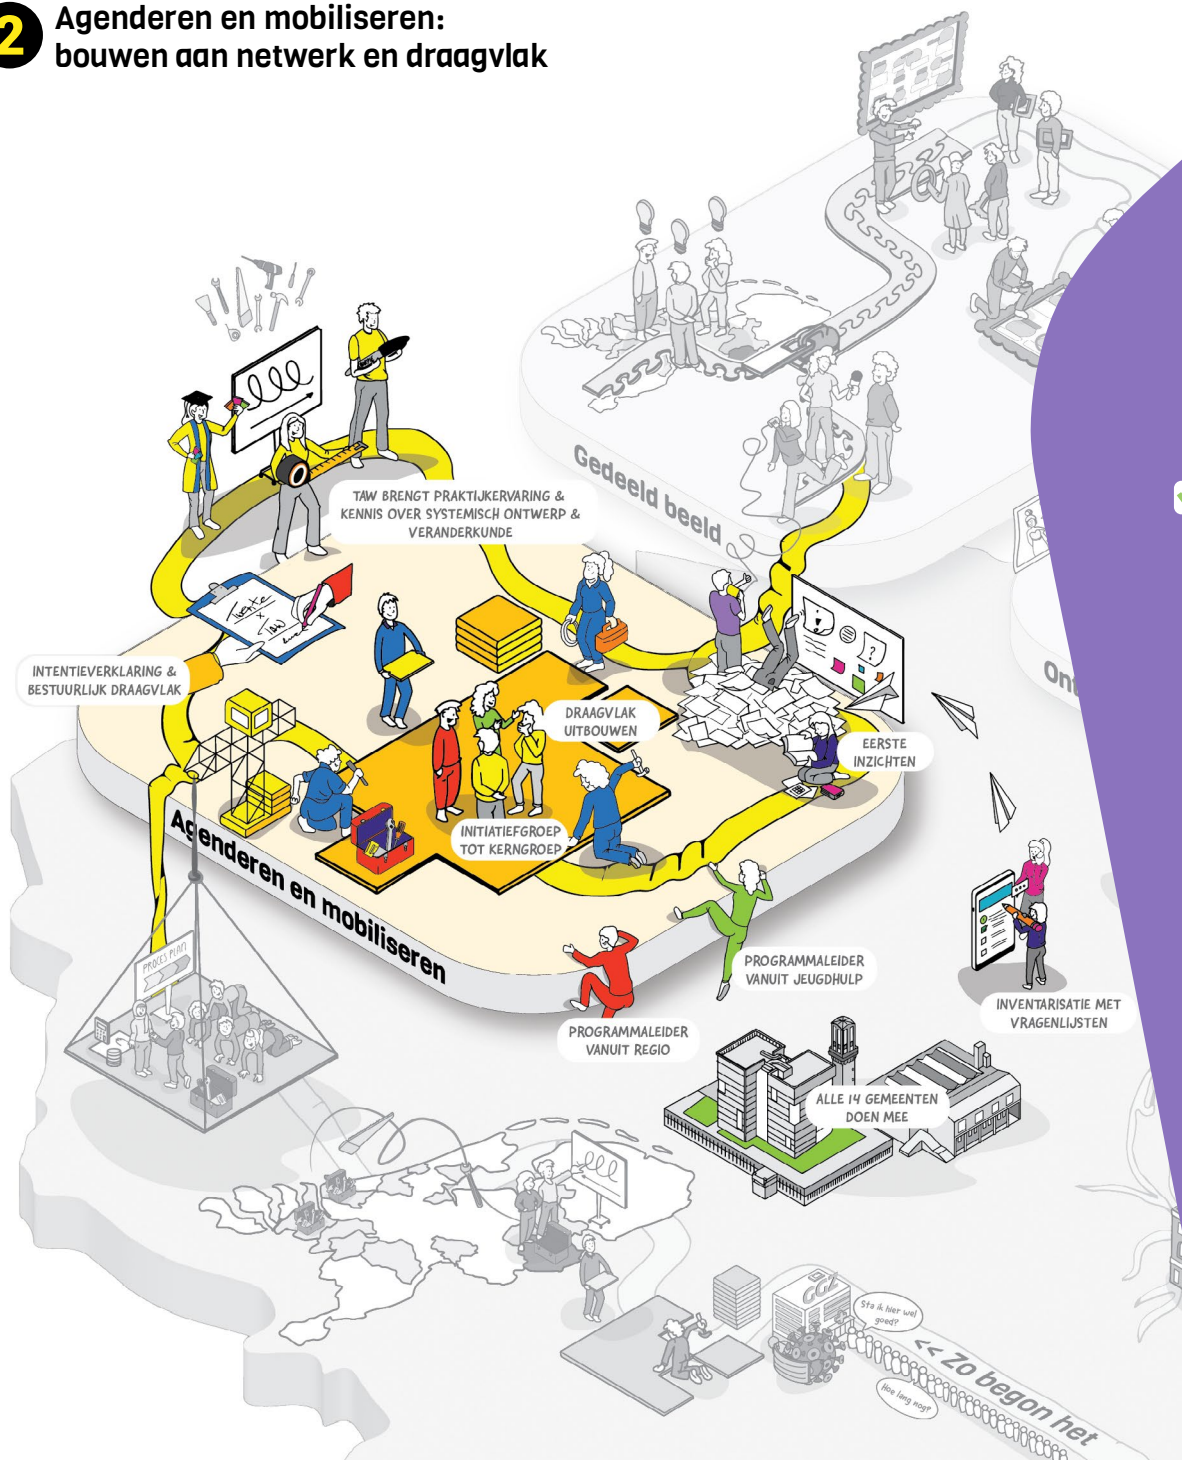 2
Agenderen en mobiliseren:
bouwen aan netwerk en draagvlak
TAW BRENGT PRAKTIJKERVARING &
KENNIS OVER SYSTEMISCH ONTWERP &
VERANDERKUNDE
Gedeeld beeld
Twente
x
TAW
INTENTIEVERKLARING &
BESTUURLIJK DRAAGVLAK
Ont
DRAAGVLAK
UITBOUWEN
EERSTE
INZICHTEN
INITIATIEFGROEP
TOT KERNGROEP
Agenderen en mobiliseren
PROCES PLAN
PROGRAMMALEIDER
VANUIT JEUGDHULP
PROGRAMMALEIDER
VANUIT REGIO
INVENTARISATIE MET
VRAGENLIJSTEN
ALLE 14 GEMEENTEN
DOEN MEE
GGZ
Sta ik hier wel
goed?
<< Zo begon het
Hoe lang nog?